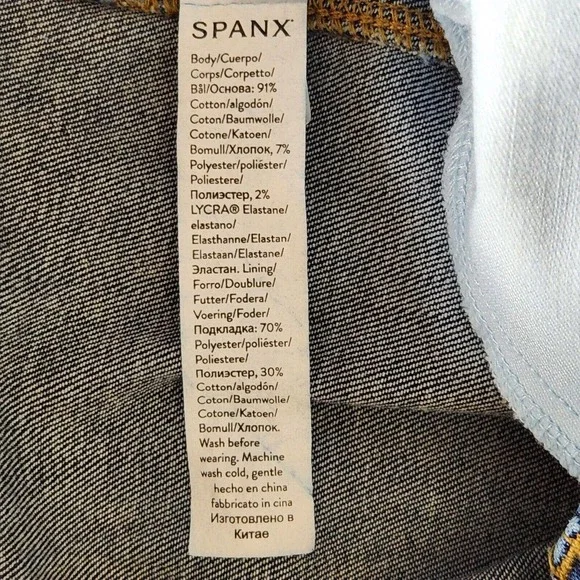 SPANX
Body/Cuerpo/
Corps/Corpetto/
Bål/Основа: 91%
Cotton/algodón/
Coton/Baumwolle/
Cotone/Katoen/
Bomull/Хлопок, 7%
Polyester/poliéster/
Poliestere/
Полиэстер, 2%
LYCRA® Elastane/
elastano/
Elasthanne/Elastan/
Elastaan/Elastane/
Эластан. Lining/
Forro/Doublure/
Futter/Fodera/
Voering/Foder/
Подкладка: 70%
Polyester/poliéster/
Poliestere/
Полиэстер, 30%
Cotton/algodón/
Coton/Baumwolle/
Cotone/Katoen/
Bomull/Хлопок.
Wash before
wearing. Machine
wash cold, gentle
hecho en china
fabbricato in cina
Изготовлено в
Китае